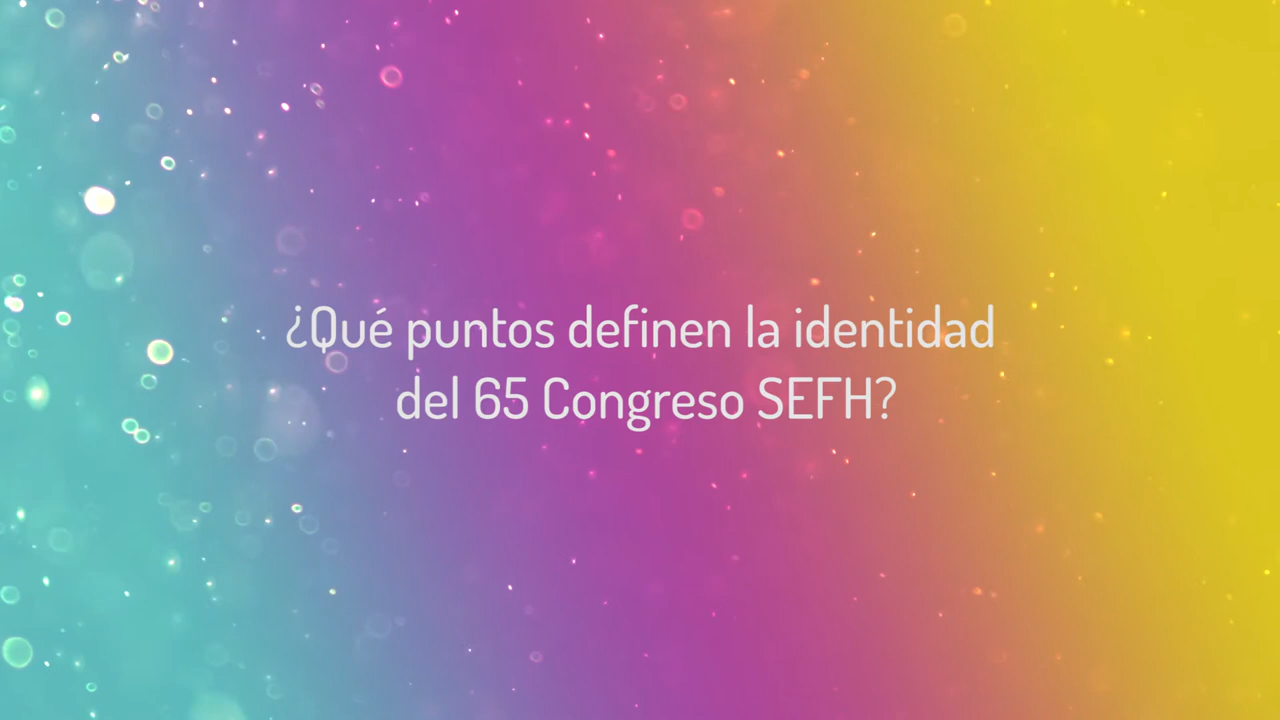 ¿Qué puntos definen la identidad
del 65 Congreso SEFH?